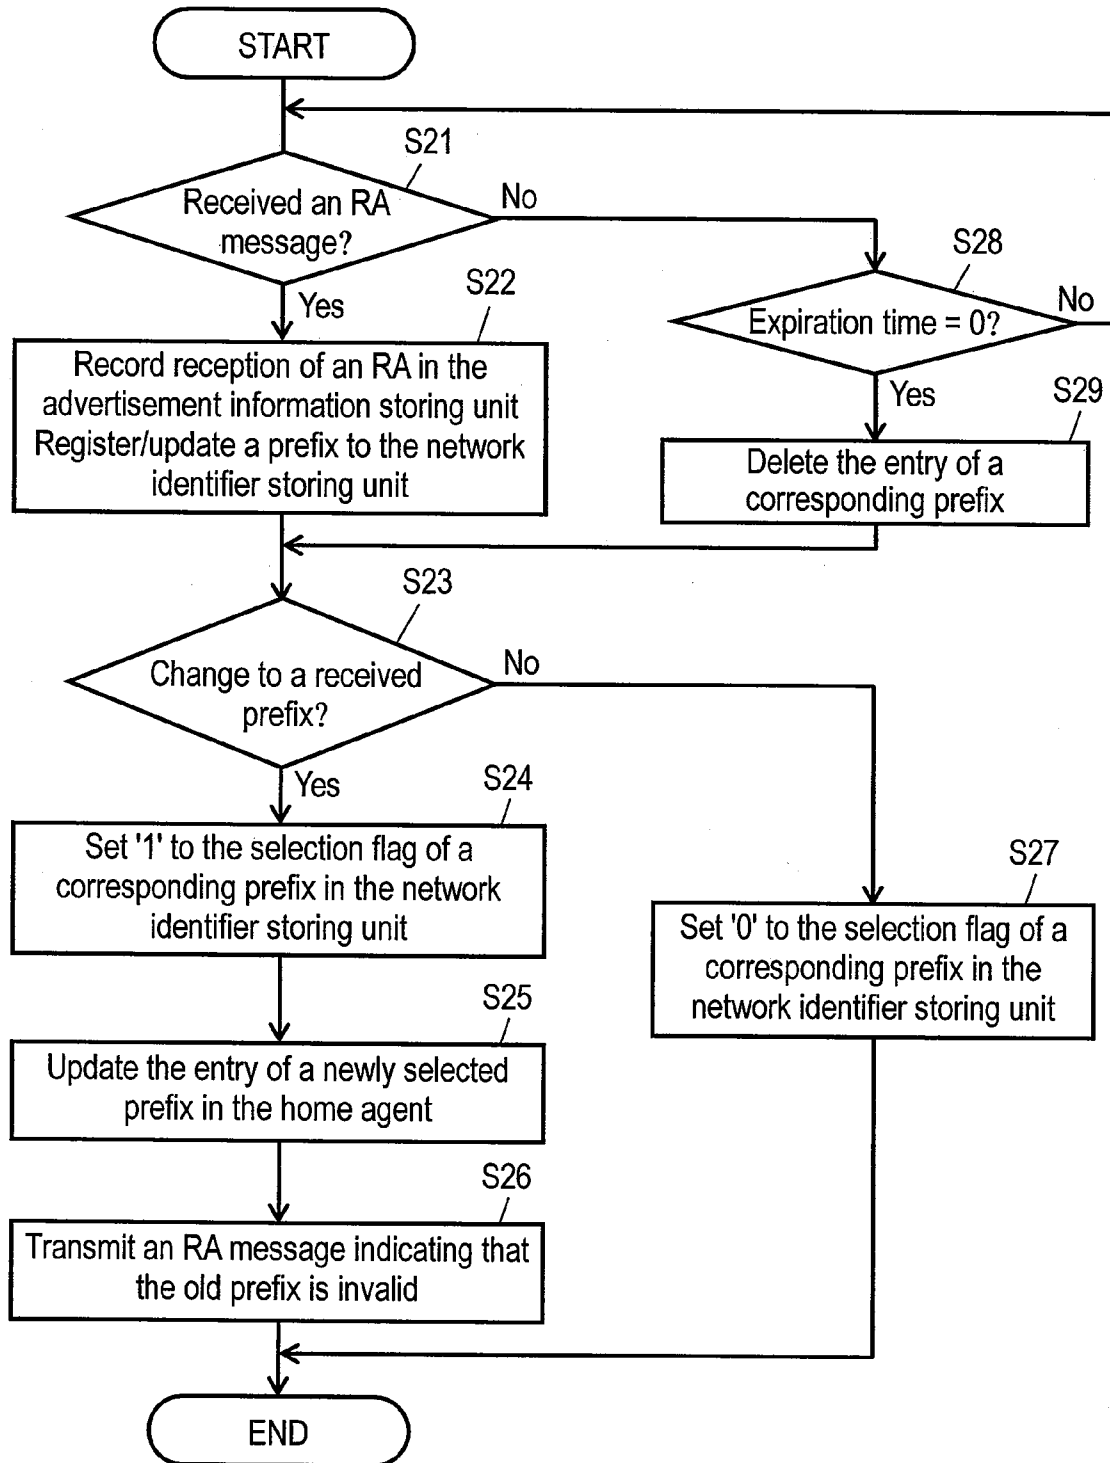 START
S21
Received an RA
message?
No
Yes
S28
Expiration time = 0?
No
Yes
S22
Record reception of an RA in the
advertisement information storing unit
Register/update a prefix to the network
identifier storing unit
S29
Delete the entry of a
corresponding prefix
S23
Change to a received
prefix?
No
Yes
S24
Set '1' to the selection flag of a
corresponding prefix in the network
identifier storing unit
S27
Set '0' to the selection flag of a
corresponding prefix in the
network identifier storing unit
S25
Update the entry of a newly selected
prefix in the home agent
S26
Transmit an RA message indicating that
the old prefix is invalid
END